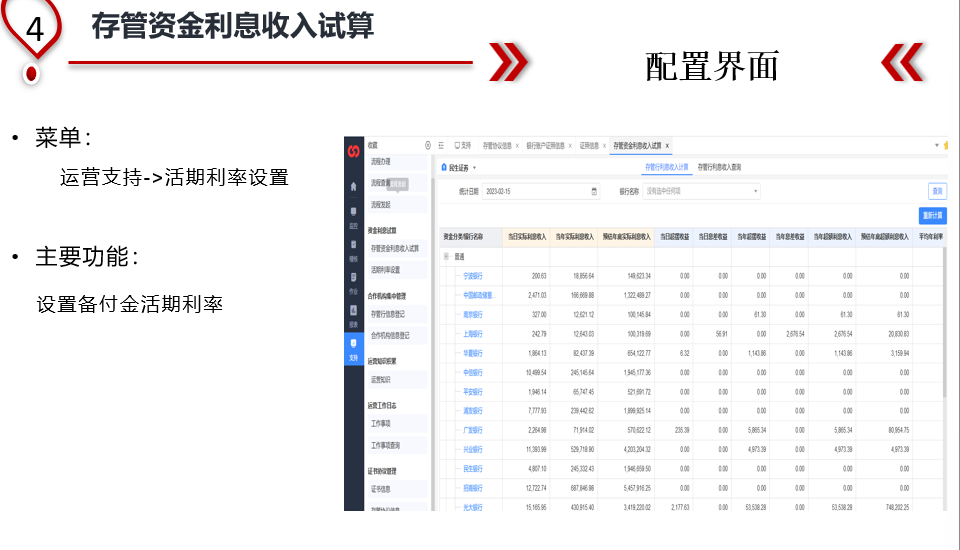 4
存管资金利息收入试算
配置界面
• 菜单：
运营支持->活期利率设置
• 主要功能：
设置备付金活期利率
收藏
支持
存管协议信息 x
银行账户证照信息 x
证照信息 x
存管资金利息收入试算 x
流程办理
流程发起
资金利息试算
存管资金利息收入试算
活期利率设置
合作机构集中管理
存管行信息登记
合作机构信息登记
运营知识积累
运营知识
运营工作日志
工作事项
工作事项查询
证书协议管理
证书信息
监控
作业
报表
支持
民生证券
存管行利息收入计算 存管行利息收入查询
统计日期 2023-02-15 银行名称 没有选中任何项 查询
重新计算
资金分类/银行名称 当日实际利息收入 当年实际利息收入 预估年底实际利息收入 当日超摆收益 当日息差收益 当年超摆收益 当年息差收益 当年超额利息收入 预估年底超额利息收入 平均年利率
普通
宁波银行 200.63 18,856.64 149,623.34 0.00 0.00 0.00 0.00 0.00 0.00
中国邮政储蓄... 2,471.03 166,669.88 1,322,489.27 0.00 0.00 0.00 0.00 0.00 0.00
南京银行 327.00 12,621.12 100,145.84 0.00 0.00 61.30 0.00 61.30 61.30
上海银行 242.79 12,643.03 100,319.69 0.00 56.91 0.00 2,676.54 2,676.54 20,830.83
华夏银行 1,864.13 82,437.39 654,122.77 6.32 0.00 1,143.86 0.00 1,143.86 3,159.94
中信银行 10,499.54 245,145.64 1,945,177.36 0.00 0.00 0.00 0.00 0.00 0.00
平安银行 1,946.14 65,747.45 521,691.72 0.00 0.00 0.00 0.00 0.00 0.00
浦发银行 7,777.93 239,442.82 1,899,925.14 0.00 0.00 0.00 0.00 0.00 0.00
广发银行 2,264.98 71,914.02 570,622.12 235.39 0.00 5,865.34 0.00 5,865.34 80,954.75
兴业银行 11,393.99 529,718.90 4,203,204.32 0.00 0.00 4,973.39 0.00 4,973.39 4,973.39
民生银行 4,807.10 245,332.43 1,946,659.50 0.00 0.00 0.00 0.00 0.00 0.00
招商银行 12,722.74 687,846.98 5,457,916.25 0.00 0.00 0.00 0.00 0.00 0.00
光大银行 15,165.95 430,915.40 3,419,220.02 2,177.63 0.00 53,538.28 0.00 53,538.28 748,202.25